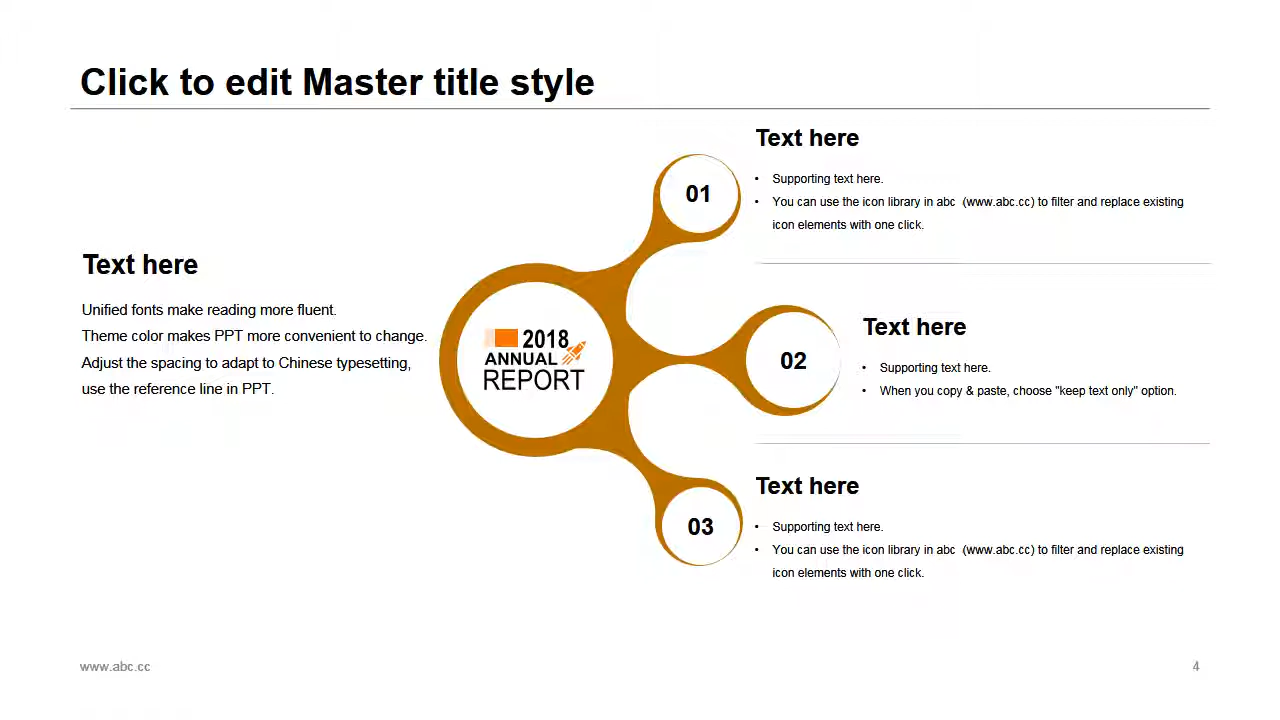 Click to edit Master title style
Text here
Unified fonts make reading more fluent.
Theme color makes PPT more convenient to change.
Adjust the spacing to adapt to Chinese typesetting,
use the reference line in PPT.
2018
ANNUAL
REPORT
01
Text here
• Supporting text here.
• You can use the icon library in abc (www.abc.cc) to filter and replace existing
icon elements with one click.
02
Text here
• Supporting text here.
• When you copy & paste, choose "keep text only" option.
03
Text here
• Supporting text here.
• You can use the icon library in abc (www.abc.cc) to filter and replace existing
icon elements with one click.
www.abc.cc
4